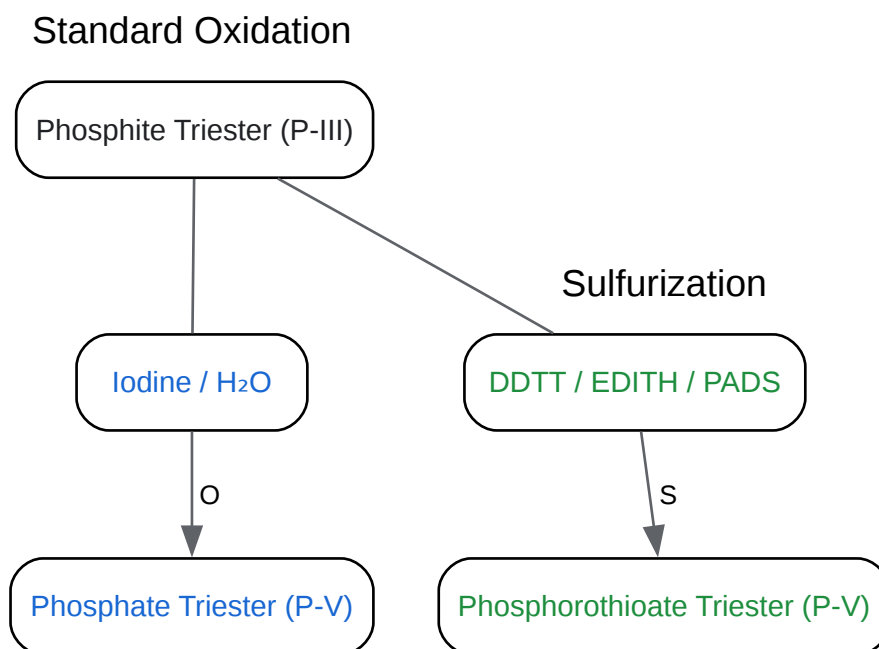 Standard Oxidation
Phosphite Triester (P-III)
Sulfurization
Iodine / H₂O
DDTT / EDITH / PADS
O
S
Phosphate Triester (P-V)
Phosphorothioate Triester (P-V)